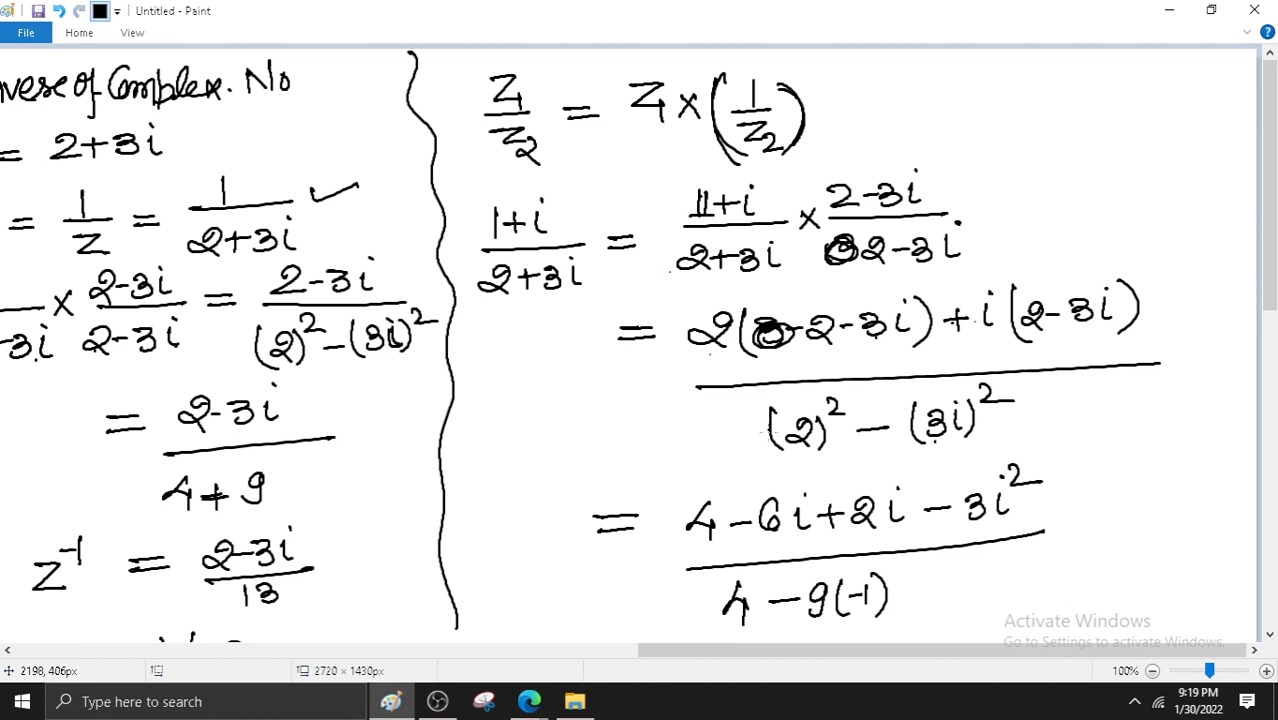 Untitled - Paint
File Home View
verse of Complex. No
= 2+3i
= 1/z = 1/(2+3i) ✓
× (2-3i)/(2-3i) = (2-3i)/((2)²-(3i)²)
-3i
= (2-3i)/(4+9)
z⁻¹ = (2-3i)/13
Z1/Z2 = Z1 × (1/Z2)
(1+i)/(2+3i) = (11+i)/(2+3i) × (2-3i)/(2-3i).
= (2(-2-3i)+i(2-3i))/((2)²-(3i)²)
= (4-6i+2i-3i²)/(4-9(-1))
Activate Windows
Go to Settings to activate Windows.
2198, 406px
2720 × 1430px
100%
Type here to search
9:19 PM
1/30/2022